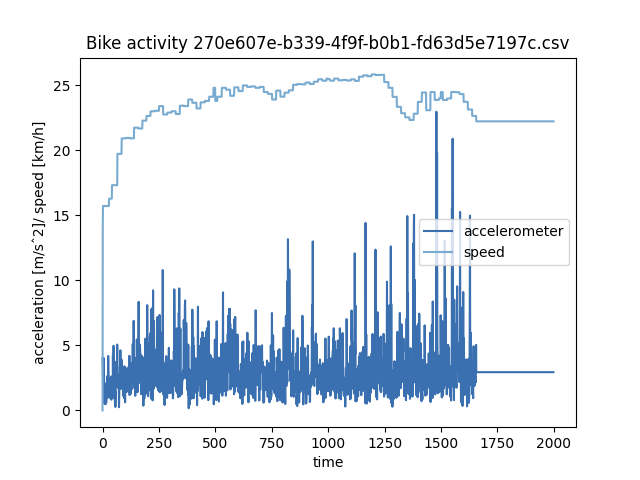 Bike activity 270e607e-b339-4f9f-b0b1-fd63d5e7197c.csv
acceleration [m/s^2]/ speed [km/h]
25
20
15
10
5
0
accelerometer
speed
0 250 500 750 1000 1250 1500 1750 2000
time